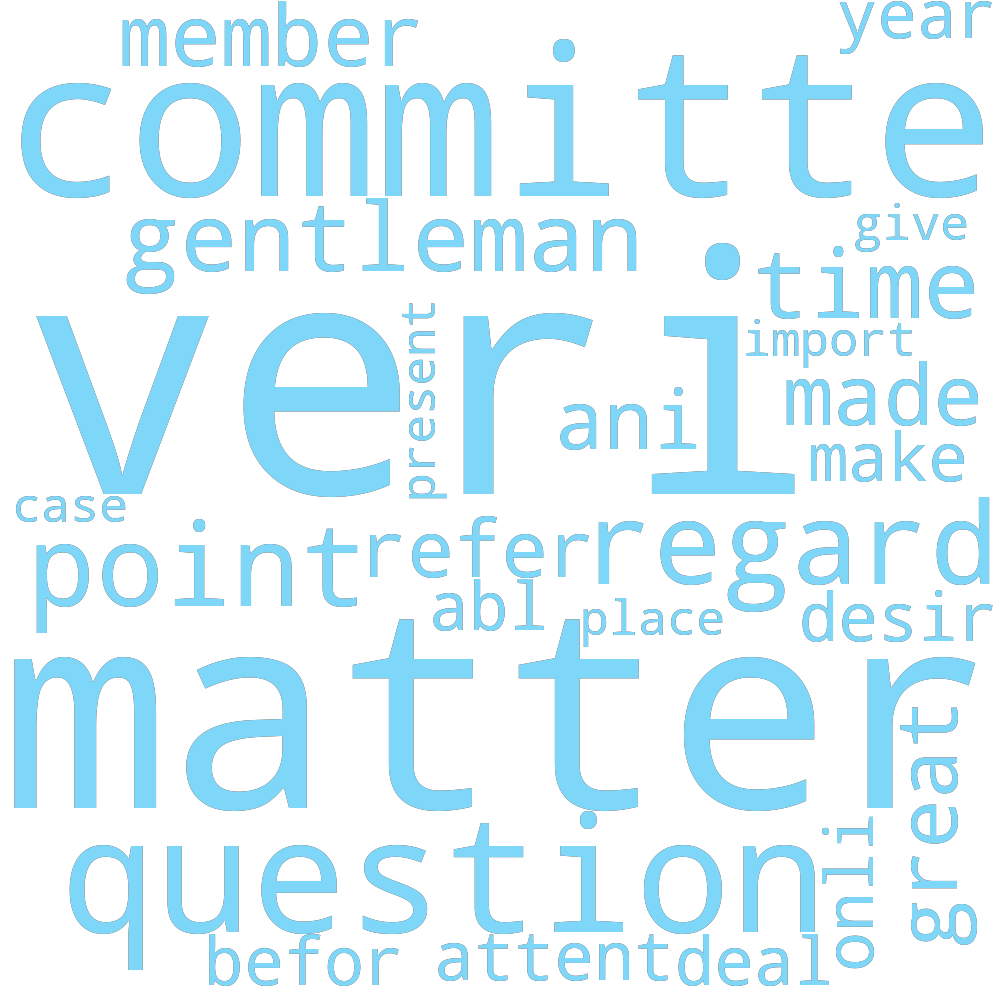 member
year
committe
gentleman
give
time
veri
present
import
ani
made
make
case
point
refer
regard
abl
place
desir
matter
great
question
onli
befor
attent
deal